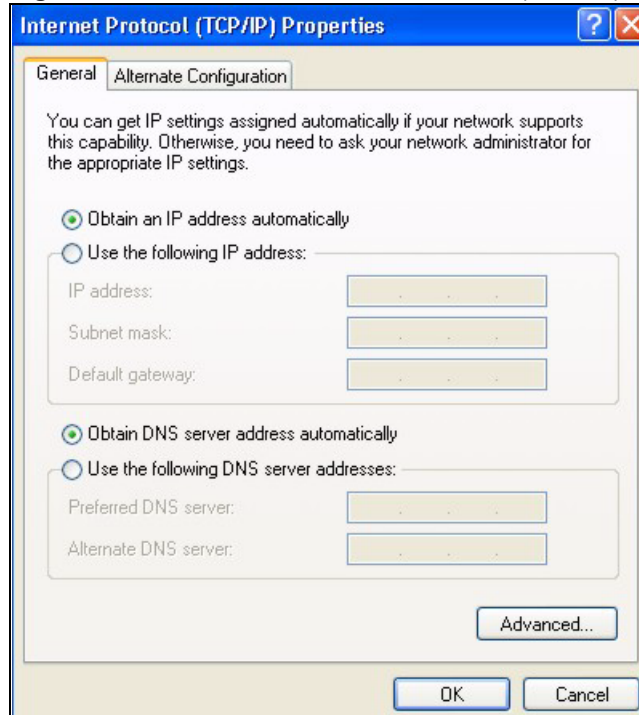 Internet Protocol (TCP/IP) Properties
General
Alternate Configuration
You can get IP settings assigned automatically if your network supports
this capability. Otherwise, you need to ask your network administrator for
the appropriate IP settings.
Obtain an IP address automatically
Use the following IP address:
IP address:
Subnet mask:
Default gateway:
Obtain DNS server address automatically
Use the following DNS server addresses:
Preferred DNS server:
Alternate DNS server:
Advanced...
OK
Cancel